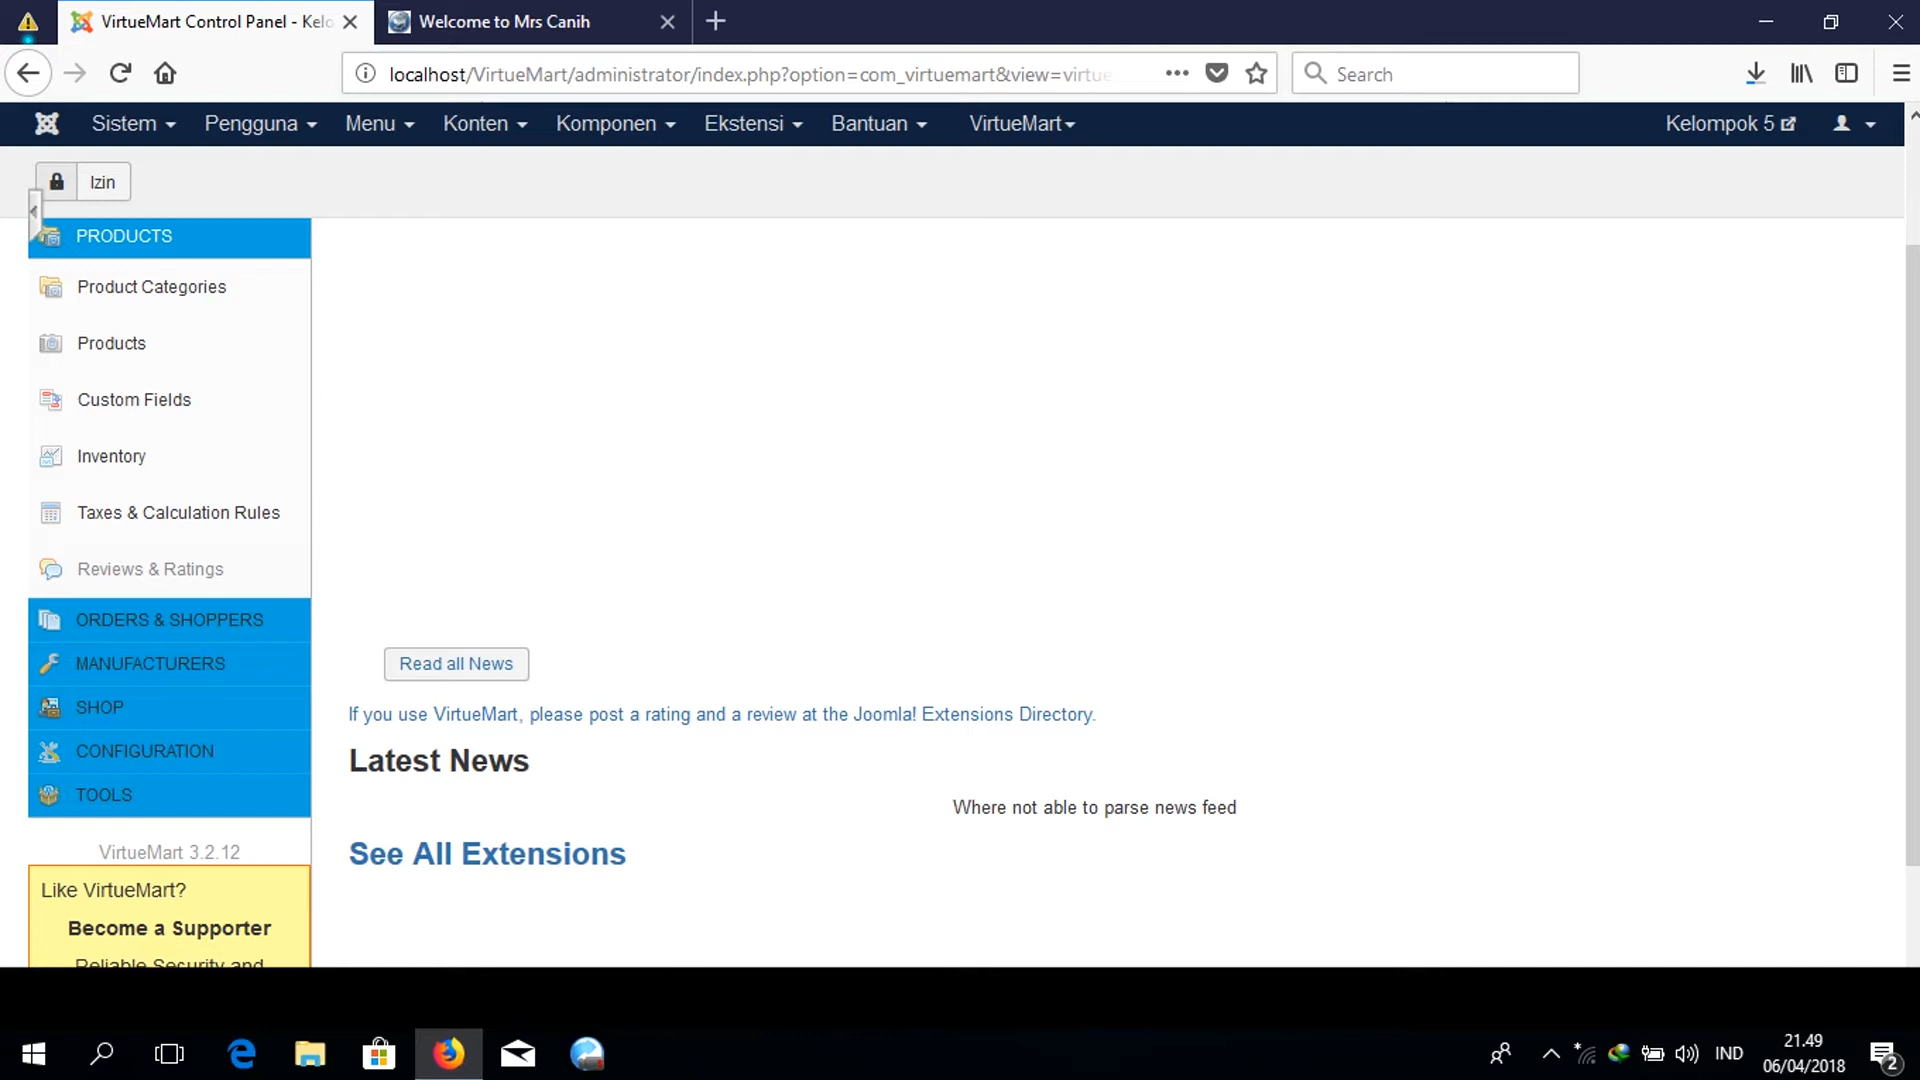 VirtueMart Control Panel - Kelo
Welcome to Mrs Canih
localhost/VirtueMart/administrator/index.php?option=com_virtuemart&view=virtue
Search
Sistem
Pengguna
Menu
Konten
Komponen
Ekstensi
Bantuan
VirtueMart
Kelompok 5
Izin
PRODUCTS
Product Categories
Products
Custom Fields
Inventory
Taxes & Calculation Rules
Reviews & Ratings
ORDERS & SHOPPERS
MANUFACTURERS
SHOP
CONFIGURATION
TOOLS
VirtueMart 3.2.12
Like VirtueMart?
Become a Supporter
Reliable Security and
Read all News
If you use VirtueMart, please post a rating and a review at the Joomla! Extensions Directory.
Latest News
Where not able to parse news feed
See All Extensions
IND
21.49
06/04/2018
2